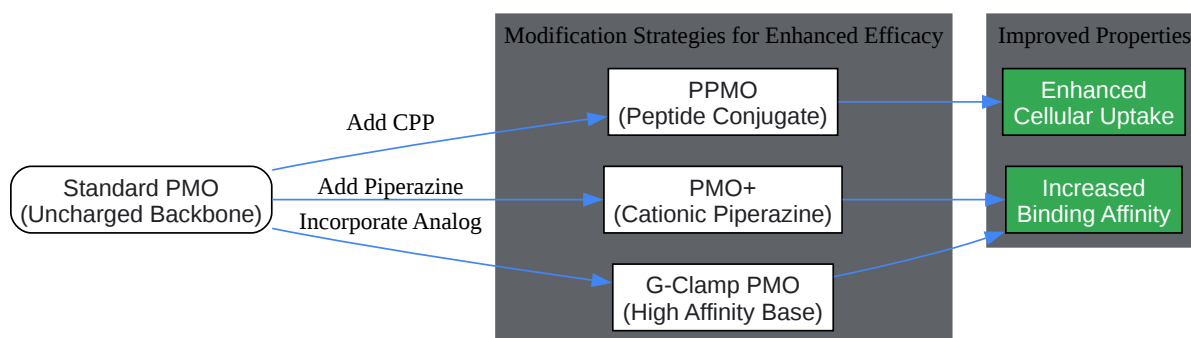 Modification Strategies for Enhanced Efficacy
Improved Properties
PPMO
(Peptide Conjugate)
Enhanced
Cellular Uptake
Add CPP
Standard PMO
(Uncharged Backbone)
Add Piperazine
PMO+
(Cationic Piperazine)
Increased
Binding Affinity
Incorporate Analog
G-Clamp PMO
(High Affinity Base)